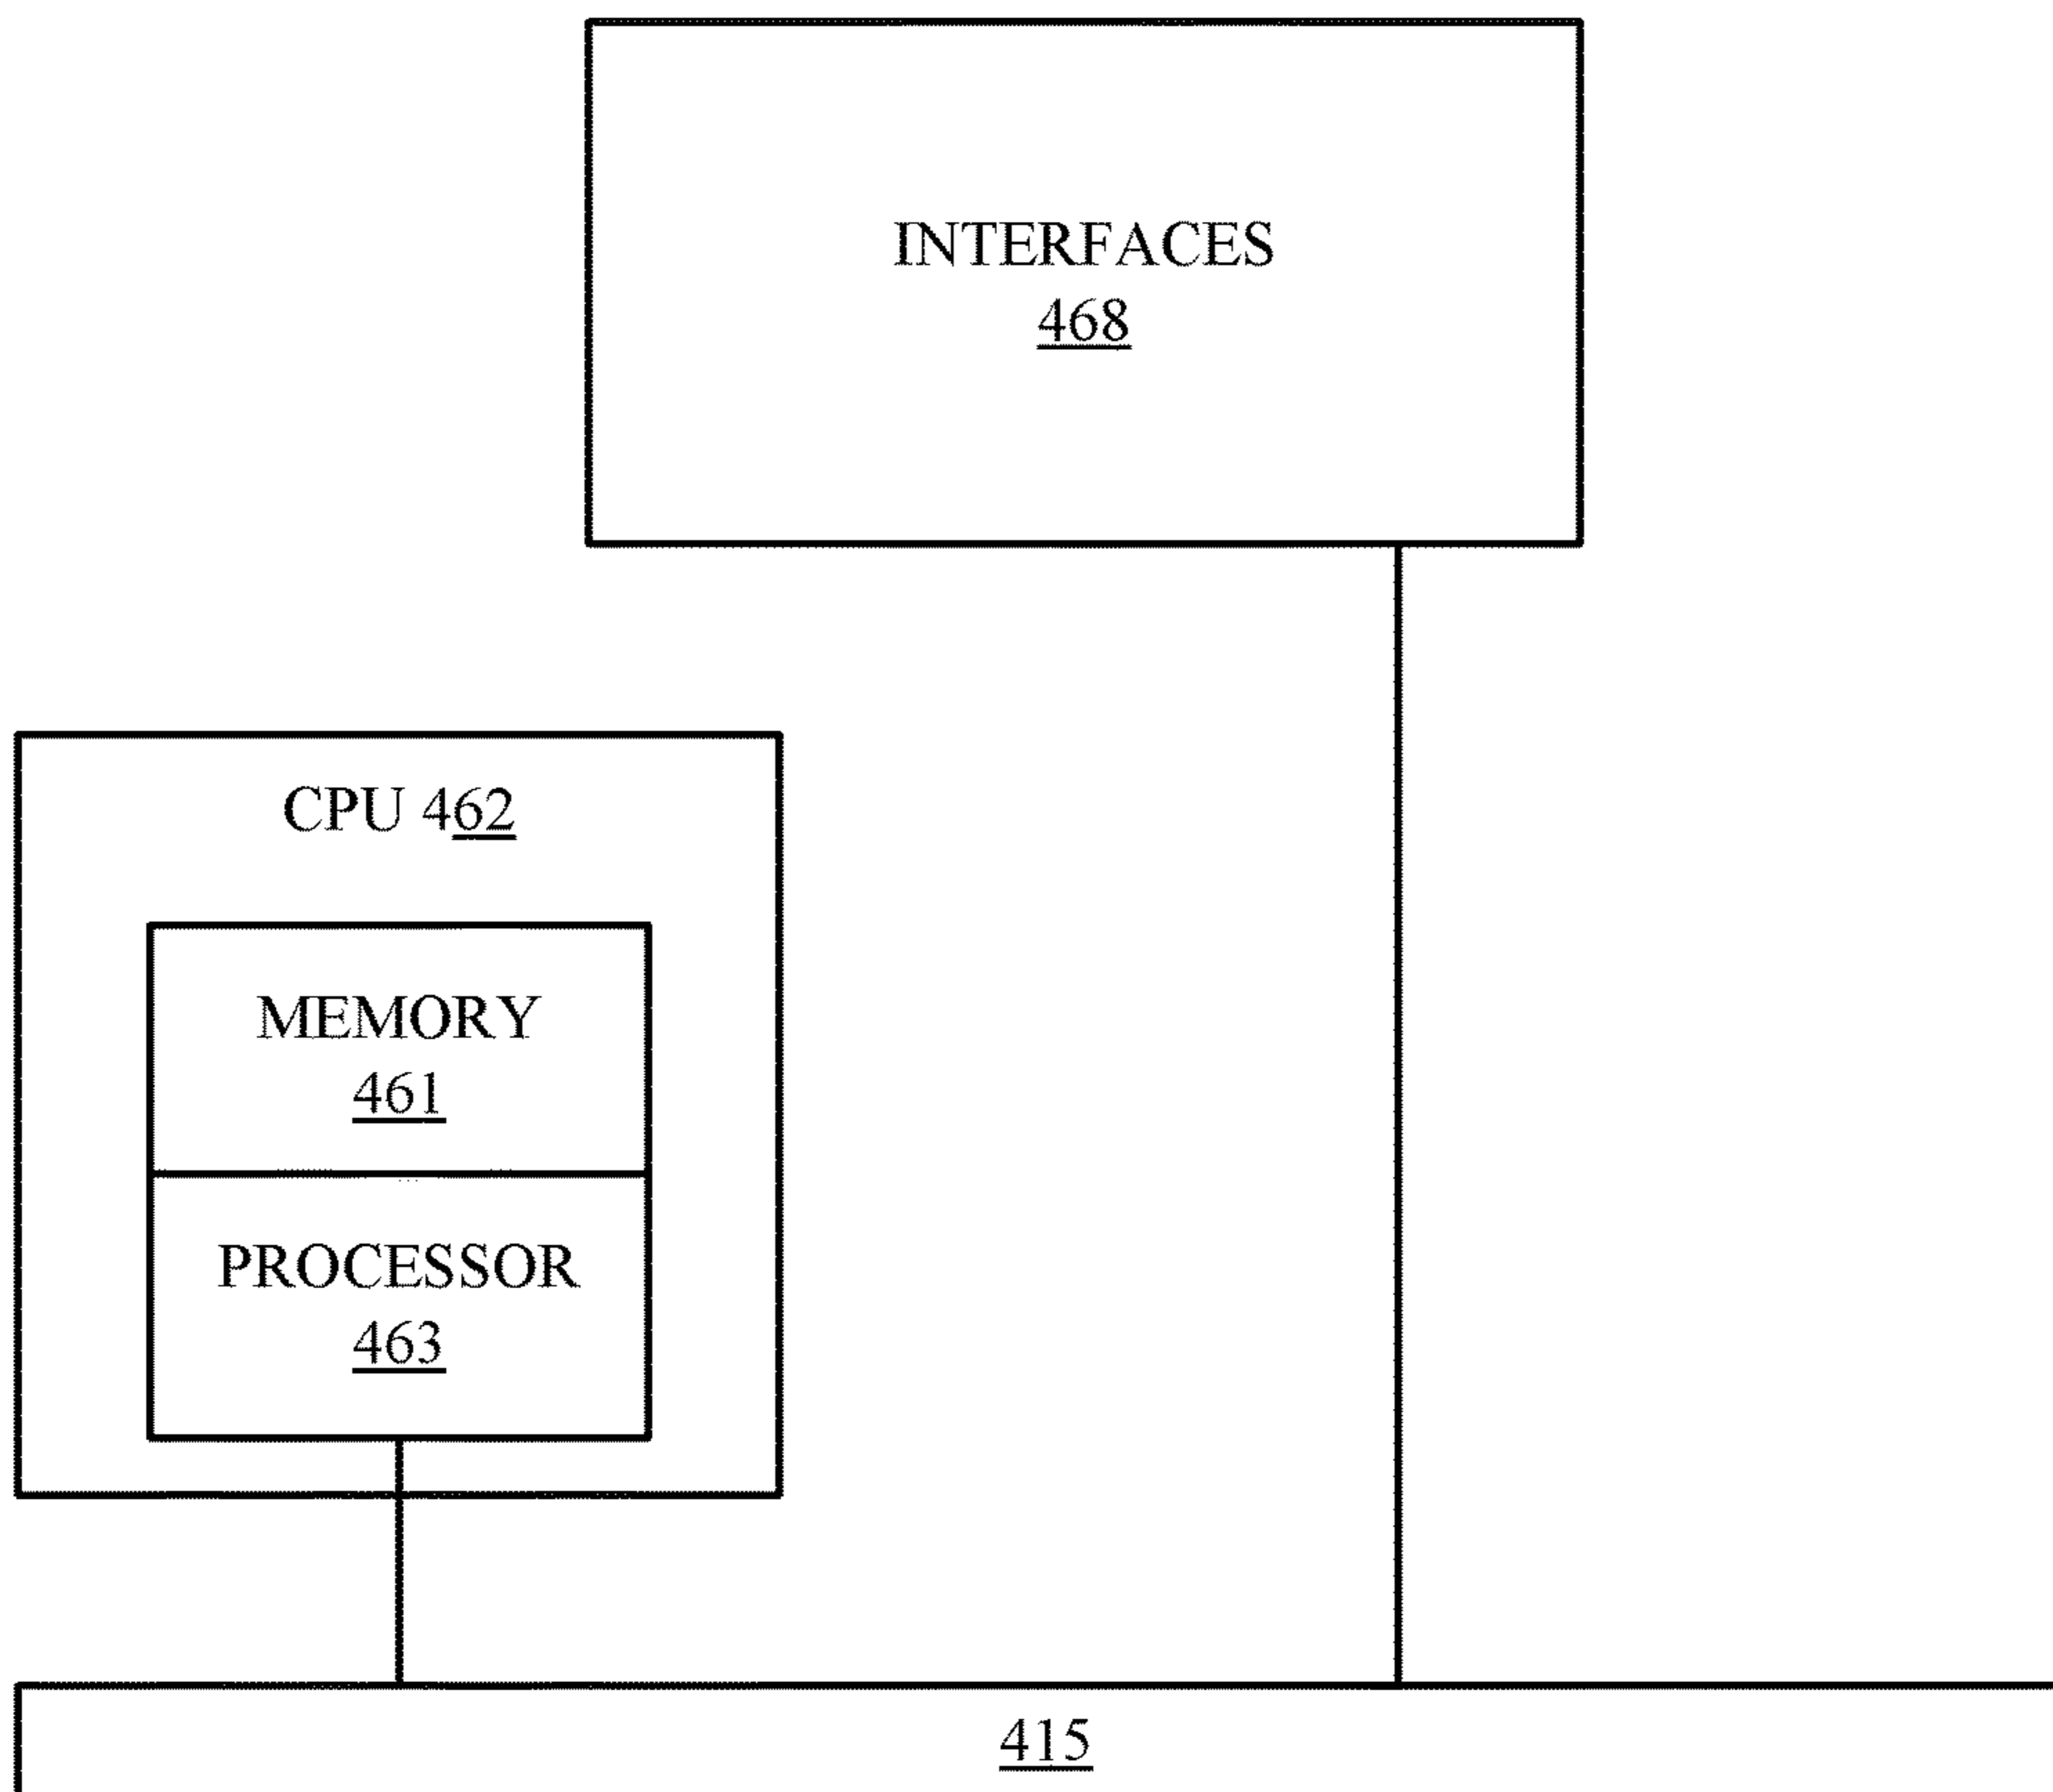 INTERFACES
468
CPU 462
MEMORY
461
PROCESSOR
463
415